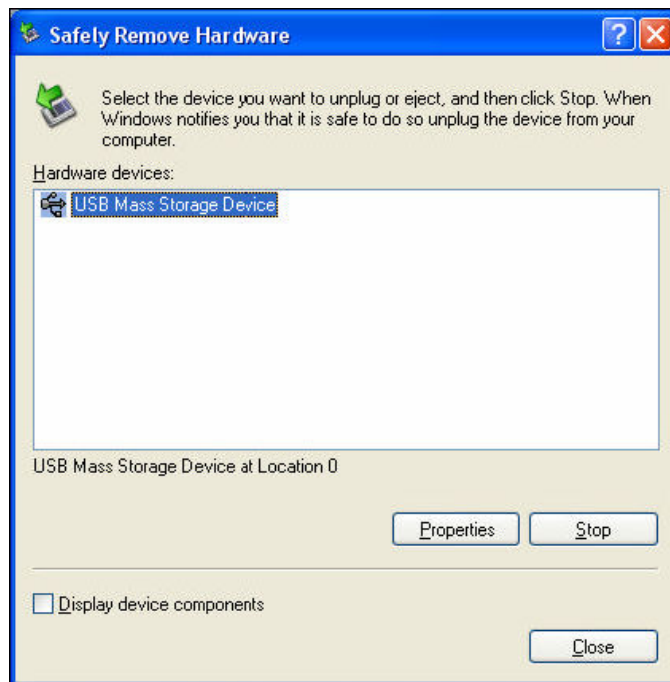 Safely Remove Hardware
Select the device you want to unplug or eject, and then click Stop. When
Windows notifies you that it is safe to do so unplug the device from your
computer.
Hardware devices:
USB Mass Storage Device
USB Mass Storage Device at Location 0
Properties Stop
Display device components
Close